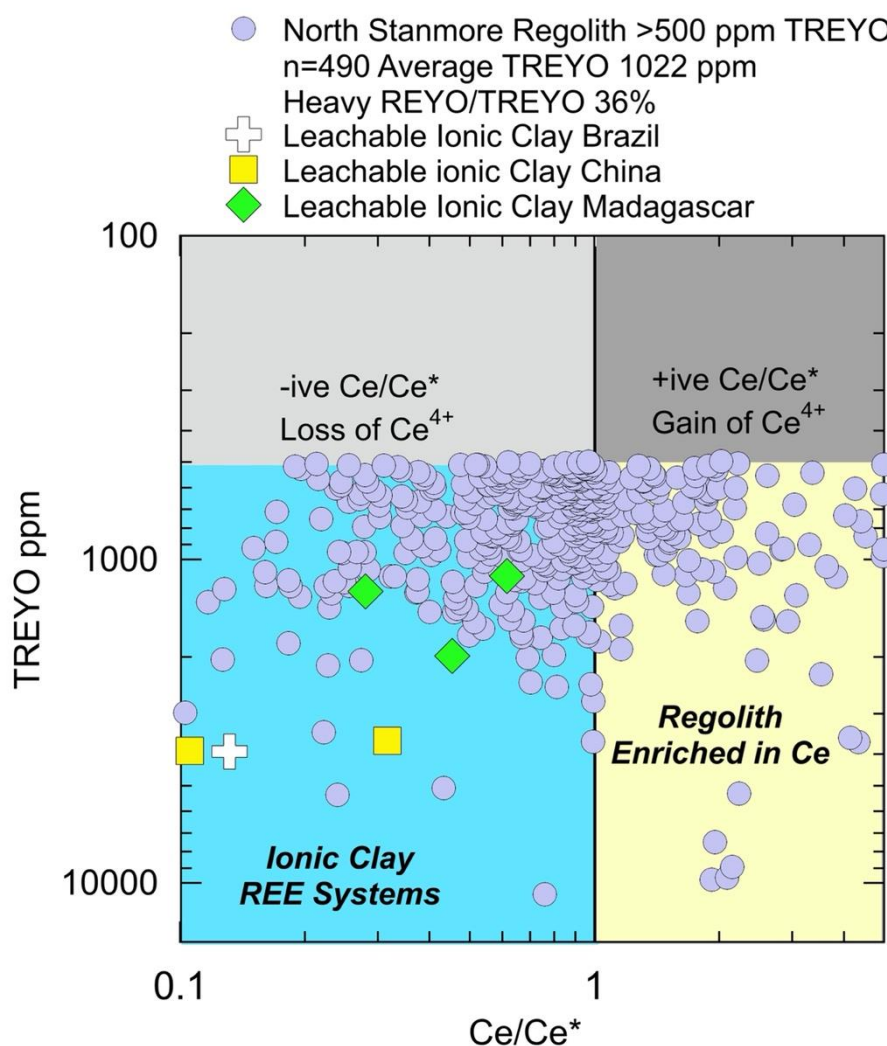 North Stanmore Regolith >500 ppm TREYO
n=490 Average TREYO 1022 ppm
Heavy REYO/TREYO 36%
Leachable Ionic Clay Brazil
Leachable ionic Clay China
Leachable Ionic Clay Madagascar
100
-ive Ce/Ce*
Loss of Ce⁴⁺
+ive Ce/Ce*
Gain of Ce⁴⁺
TREYO ppm
1000
Regolith
Enriched in Ce
Ionic Clay
REE Systems
10000
0.1
1
Ce/Ce*